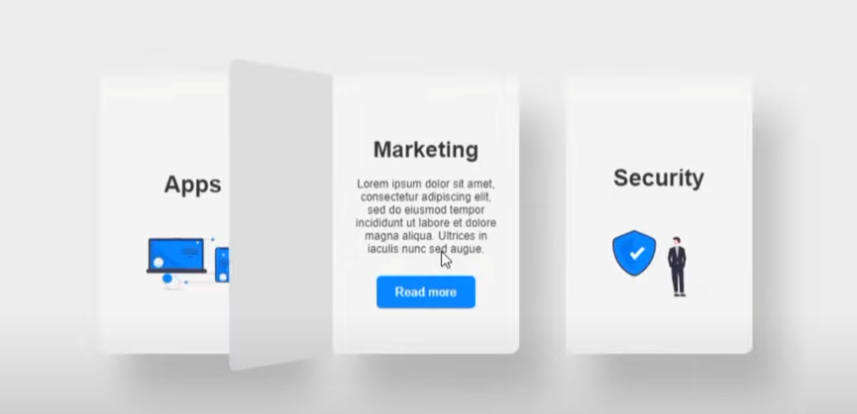 Apps
Marketing
Lorem ipsum dolor sit amet,
consectetur adipiscing elit,
sed do eiusmod tempor
incididunt ut labore et dolore
magna aliqua. Ultrices in
iaculis nunc sed augue.
Read more
Security